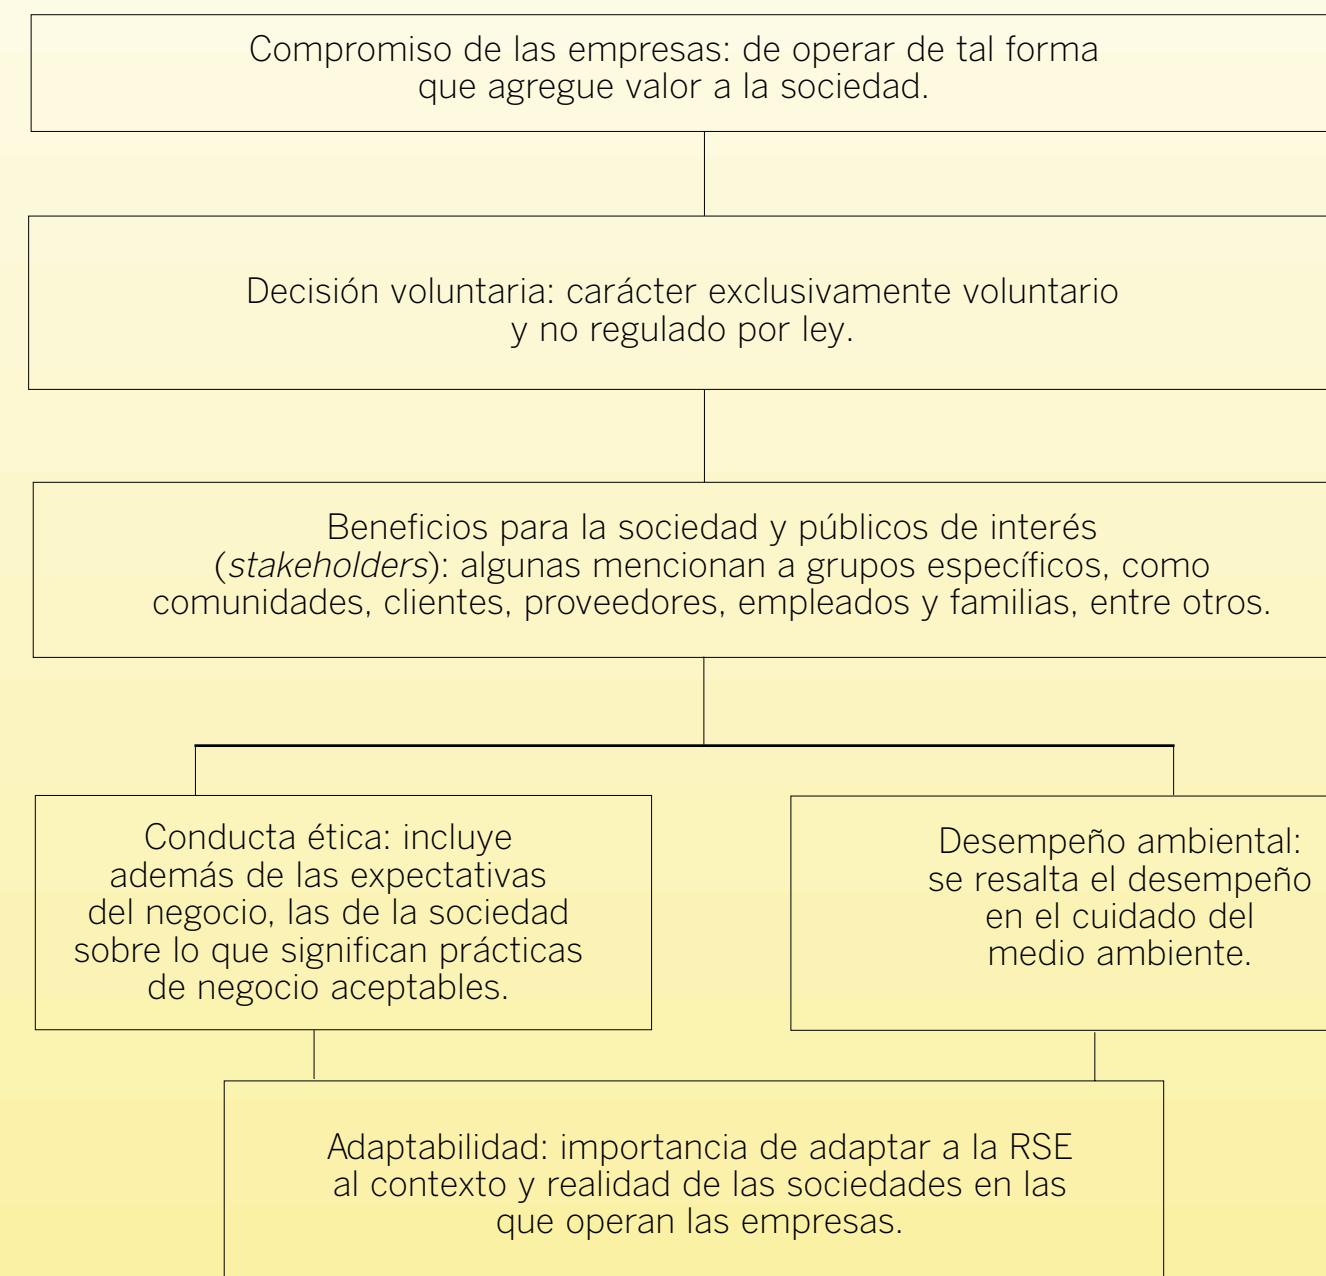 Compromiso de las empresas: de operar de tal forma
que agregue valor a la sociedad.
Decisión voluntaria: carácter exclusivamente voluntario
y no regulado por ley.
Beneficios para la sociedad y públicos de interés
(stakeholders): algunas mencionan a grupos específicos, como
comunidades, clientes, proveedores, empleados y familias, entre otros.
Conducta ética: incluye
además de las expectativas
del negocio, las de la sociedad
sobre lo que significan prácticas
de negocio aceptables.
Desempeño ambiental:
se resalta el desempeño
en el cuidado del
medio ambiente.
Adaptabilidad: importancia de adaptar a la RSE
al contexto y realidad de las sociedades en las
que operan las empresas.